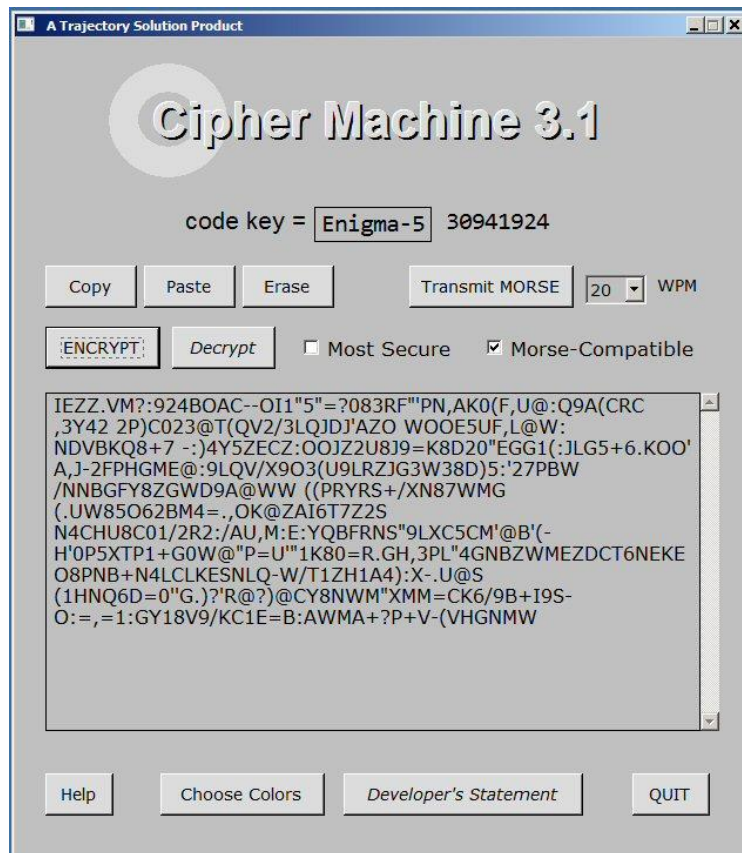 A Trajectory Solution Product
Cipher Machine 3.1
code key = Enigma-5 30941924
Copy Paste Erase Transmit MORSE 20 WPM
ENCRYPT Decrypt Most Secure Morse-Compatible
IEZZ.VM?:924BOAC--OI1"5"=?083RF"'PN,AK0(F,U@:Q9A(CRC
,3Y42 2P)C023@T(QV2/3LQJDJ'AZO WOOE5UF,L@W:
NDVBKQ8+7 -:)4Y5ZECZ:OOJZ2U8J9=K8D20"EGG1(:JLG5+6.KOO'
A,J-2FPHGME@:9LQV/X9O3(U9LRZJG3W38D)5:'27PBW
/NNBGFY8ZGWD9A@WW ((PRYRS+/XN87WMG
(.UW85O62BM4=.,OK@ZAI6T7Z2S
N4CHU8C01/2R2:/AU,M:E:YQBFRNS"9LXC5CM'@B'(-
H'0P5XTP1+G0W@"P=U'"1K80=R.GH,3PL"4GNBZWMEZDCT6NEKE
O8PNB+N4LCLKESNLQ-W/T1ZH1A4):X-.U@S
(1HNQ6D=0"G.)?'R@?)@CY8NWM"XMM=CK6/9B+I9S-
O:=,=1:GY18V9/KC1E=B:AWMA+?P+V-(VHGNMW
Help Choose Colors Developer's Statement QUIT